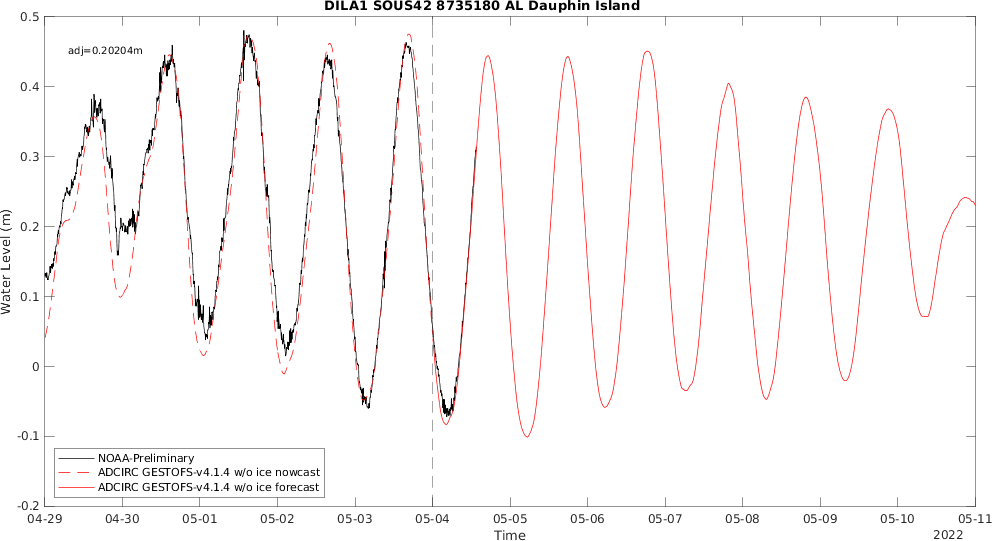 DILA1 SOUS42 8735180 AL Dauphin Island
adj=0.20204m
0.5
0.4
0.3
0.2
0.1
0
-0.1
-0.2
Water Level (m)
NOAA-Preliminary
ADCIRC GESTOFS-v4.1.4 w/o ice nowcast
ADCIRC GESTOFS-v4.1.4 w/o ice forecast
04-29 04-30 05-01 05-02 05-03 05-04 05-05 05-06 05-07 05-08 05-09 05-10 05-11
Time
2022